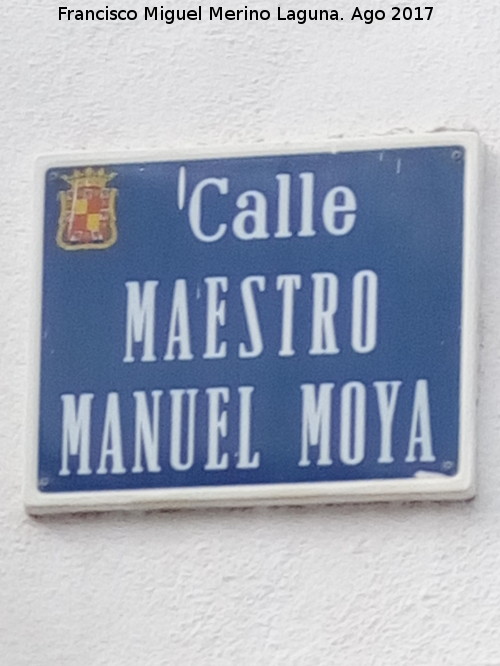 Francisco Miguel Merino Laguna. Ago 2017
Calle
MAESTRO
MANUEL MOYA